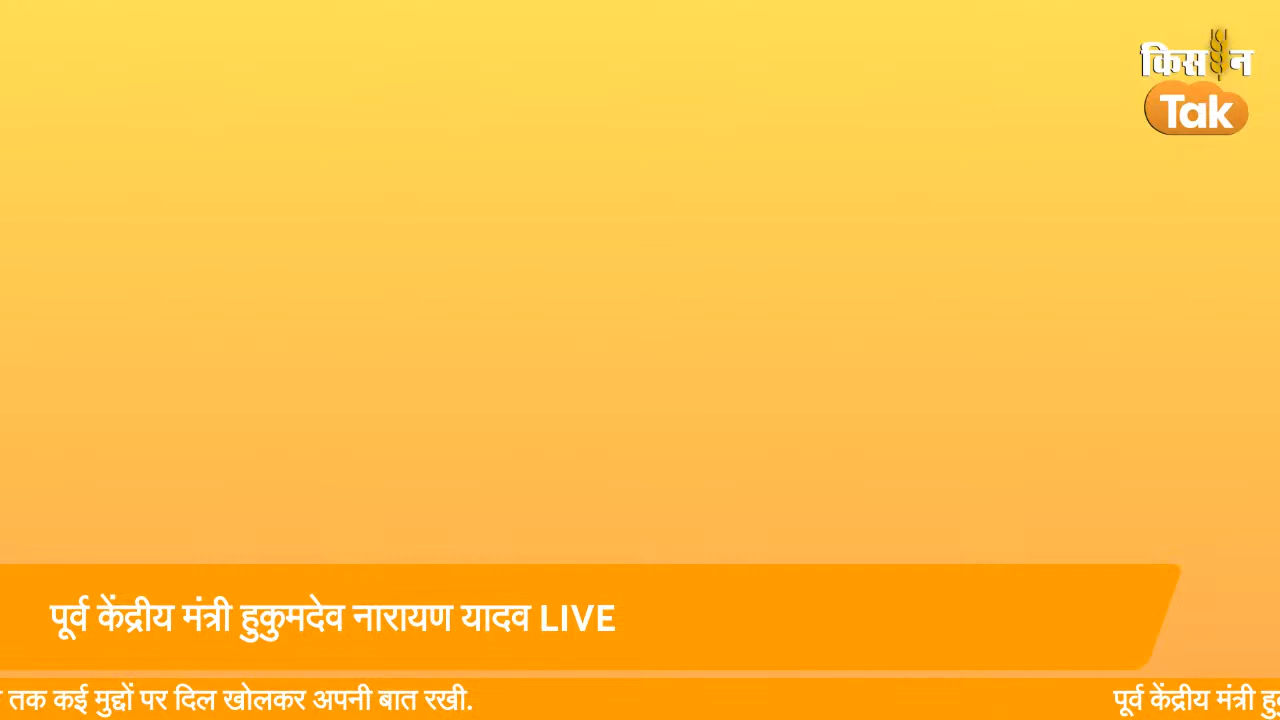 किसान
Tak
पूर्व केंद्रीय मंत्री हुकुमदेव नारायण यादव LIVE
तक कई मुद्दों पर दिल खोलकर अपनी बात रखी.
पूर्व केंद्रीय मंत्री